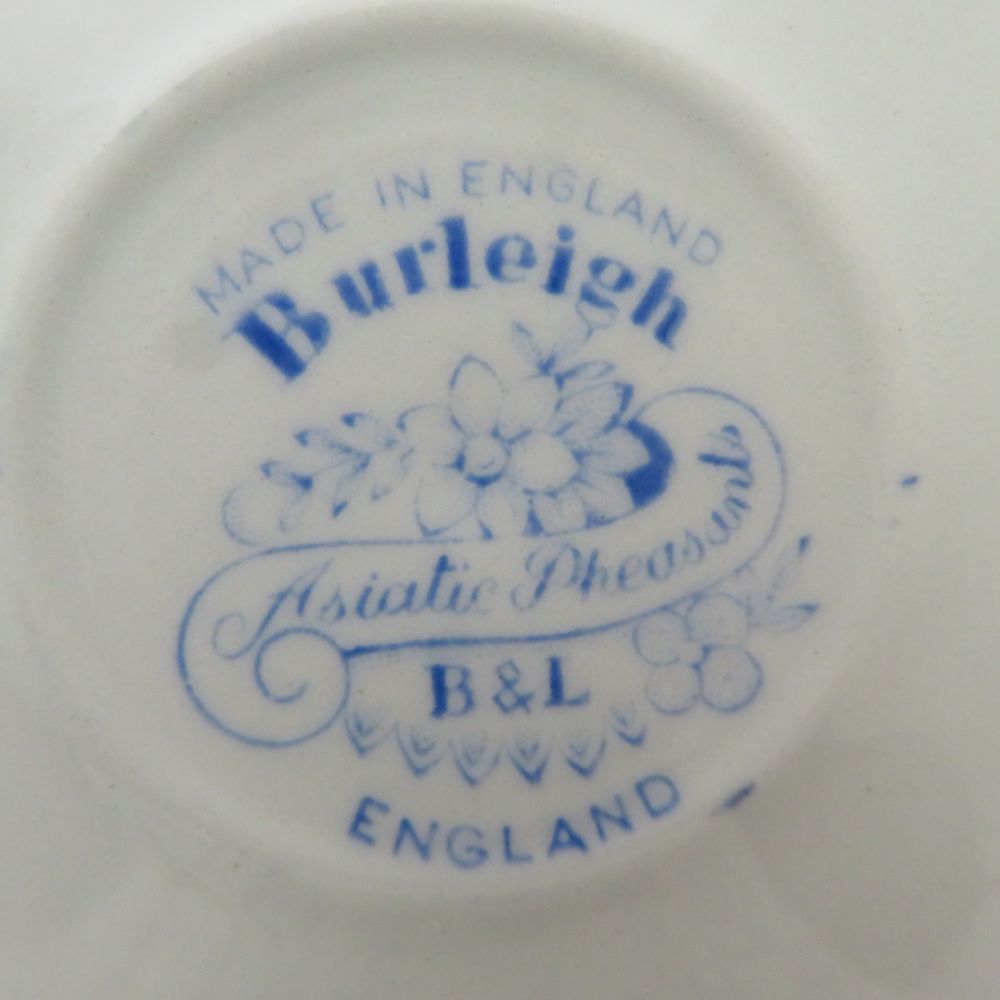 MADE IN ENGLAND
Burleigh
Asiatic Pheasants
B & L
ENGLAND